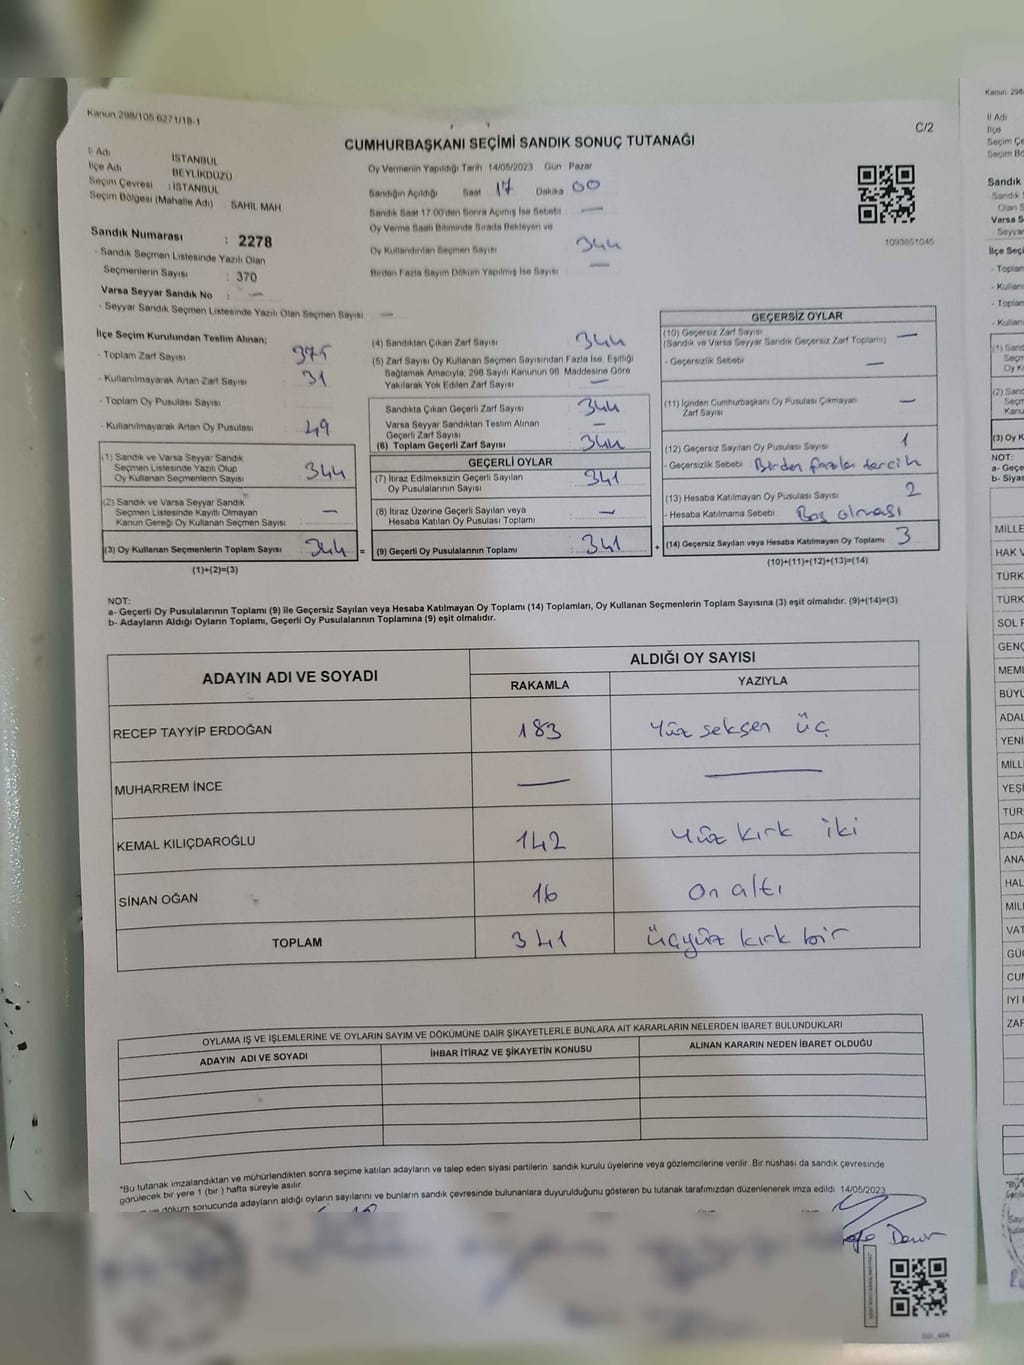 Kanun 298/105.6271/18-1
C/2
CUMHURBAŞKANI SEÇİMİ SANDIK SONUÇ TUTANAĞI
İl Adı İSTANBUL
İlçe Adı BEYLİKDÜZÜ
Seçim Çevresi : İSTANBUL
Seçim Bölgesi (Mahalle Adı) SAHİL MAH
Sandık Numarası : 2278
- Sandık Seçmen Listesinde Yazılı Olan
Seçmenlerin Sayısı : 370
Varsa Seyyar Sandık No : —
- Seyyar Sandık Seçmen Listesinde Yazılı Olan Seçmen Sayısı —
Oy Vermenin Yapıldığı Tarih 14/05/2023 Gün Pazar
Sandığın Açıldığı Saat : 17 Dakika 00
Sandık Saat 17:00'den Sonra Açılmış İse Sebebi —
Oy Verme Saati Bitiminde Sırada Bekleyen ve
Oy Kullandırılan Seçmen Sayısı 344
Birden Fazla Sayım Döküm Yapılmış İse Sayısı —
1093851045
İlçe Seçim Kurulundan Teslim Alınan;
- Toplam Zarf Sayısı 375
- Kullanılmayarak Artan Zarf Sayısı : 31
- Toplam Oy Pusulası Sayısı :
- Kullanılmayarak Artan Oy Pusulası : 49
(1) Sandık ve Varsa Seyyar Sandık
Seçmen Listesinde Yazılı Olup
Oy Kullanan Seçmenlerin Sayısı : 344
(2) Sandık ve Varsa Seyyar Sandık
Seçmen Listesinde Kayıtlı Olmayan
Kanun Gereği Oy Kullanan Seçmen Sayısı : —
(3) Oy Kullanan Seçmenlerin Toplam Sayısı : 344 =
(1)+(2)=(3)
(4) Sandıktan Çıkan Zarf Sayısı 344
(5) Zarf Sayısı Oy Kullanan Seçmen Sayısından Fazla İse, Eşitliği
Sağlamak Amacıyla, 298 Sayılı Kanunun 98. Maddesine Göre
Yakılarak Yok Edilen Zarf Sayısı —
Sandıkta Çıkan Geçerli Zarf Sayısı : 344
Varsa Seyyar Sandıktan Teslim Alınan
Geçerli Zarf Sayısı —
(6) Toplam Geçerli Zarf Sayısı : 344
GEÇERLİ OYLAR
(7) İtiraz Edilmeksizin Geçerli Sayılan
Oy Pusulalarının Sayısı : 341
(8) İtiraz Üzerine Geçerli Sayılan veya
Hesaba Katılan Oy Pusulası Toplamı : —
(9) Geçerli Oy Pusulalarının Toplamı : 341 +
GEÇERSİZ OYLAR
(10) Geçersiz Zarf Sayısı
(Sandık ve Varsa Seyyar Sandık Geçersiz Zarf Toplamı) —
- Geçersizlik Sebebi : —
(11) İçinden Cumhurbaşkanı Oy Pusulası Çıkmayan
Zarf Sayısı —
(12) Geçersiz Sayılan Oy Pusulası Sayısı 1
- Geçersizlik Sebebi Birden fazla tercih
(13) Hesaba Katılmayan Oy Pusulası Sayısı 2
- Hesaba Katılmama Sebebi : Boş olması
(14) Geçersiz Sayılan veya Hesaba Katılmayan Oy Toplamı 3
(10)+(11)+(12)+(13)=(14)
NOT:
a- Geçerli Oy Pusulalarının Toplamı (9) ile Geçersiz Sayılan veya Hesaba Katılmayan Oy Toplamı (14) Toplamları, Oy Kullanan Seçmenlerin Toplam Sayısına (3) eşit olmalıdır. (9)+(14)=(3)
b- Adayların Aldığı Oyların Toplamı, Geçerli Oy Pusulalarının Toplamına (9) eşit olmalıdır.
ADAYIN ADI VE SOYADI
ALDIĞI OY SAYISI
RAKAMLA YAZIYLA
RECEP TAYYİP ERDOĞAN 183 Yüz seksen üç
MUHARREM İNCE — —
KEMAL KILIÇDAROĞLU 142 Yüz kırk iki
SİNAN OĞAN 16 On altı
TOPLAM 341 Üçyüz kırk bir
OYLAMA İŞ VE İŞLEMLERİNE VE OYLARIN SAYIM VE DÖKÜMÜNE DAİR ŞİKAYETLERLE BUNLARA AİT KARARLARIN NELERDEN İBARET BULUNDUKLARI
ADAYIN ADI VE SOYADI İHBAR İTİRAZ VE ŞİKAYETİN KONUSU ALINAN KARARIN NEDEN İBARET OLDUĞU
*Bu tutanak imzalandıktan ve mühürlendikten sonra seçime katılan adayların ve talep eden siyasi partilerin sandık kurulu üyelerine veya gözlemcilerine verilir. Bir nüshası da sandık çevresinde
görülecek bir yere 1 (bir) hafta süreyle asılır.
ve döküm sonucunda adayların aldığı oyların sayılarını ve bunların sandık çevresinde bulunanlara duyurulduğunu gösteren bu tutanak tarafımızdan düzenlenerek imza edildi. 14/05/2023
Kanun 298
İl Adı
İlçe
Seçim Çe
Seçim Bö
Sandık
- Sandık
Varsa S
- Seyya
İlçe Seçi
- Toplam
- Kullanı
- Toplam
- Kullanı
(1) Sand
(3) Oy K
NOT:
a- Geçe
b- Siyas
MİLLE
HAK V
TÜRK
TÜRK
SOL P
GENÇ
MEML
BÜYÜ
ADAL
YENİ
MİLL
YEŞİ
TÜR
ADA
ANA
HAL
MİL
VAT
GÜÇ
CUM
İYİ
ZAF